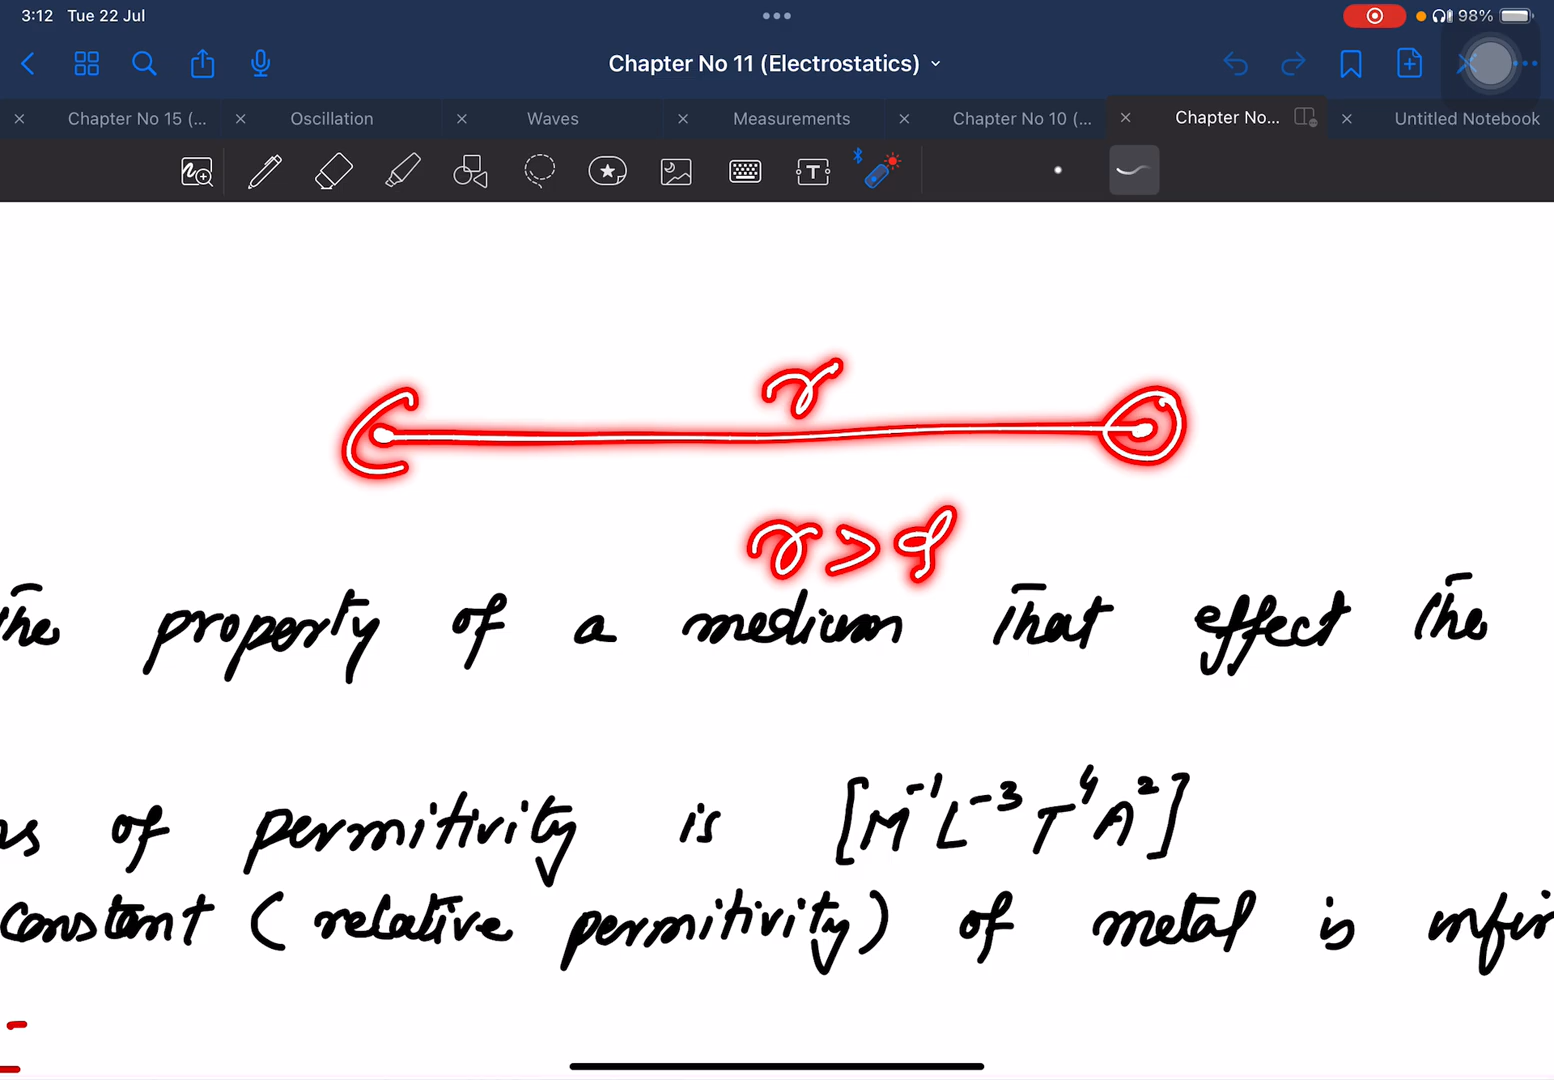 3:12 Tue 22 Jul
98%
Chapter No 11 (Electrostatics)
Chapter No 15 (...
Oscillation
Waves
Measurements
Chapter No 10 (...
Chapter No...
Untitled Notebook
T
r
r >
The property of a medium that effect the
of permitivity is [M⁻¹L⁻³T⁴A²]
constant (relative permitivity) of metal is